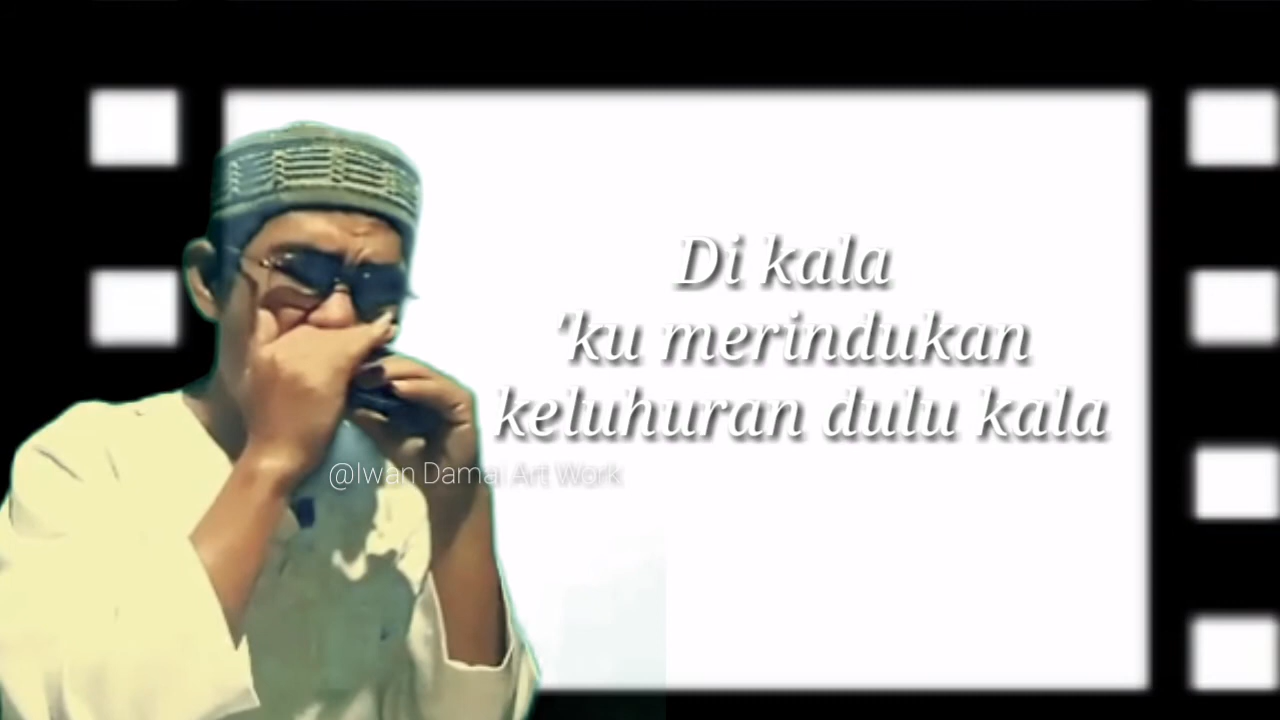 Di kala
'ku merindukan
keluhuran dulu kala
@Iwan Damai Art Work